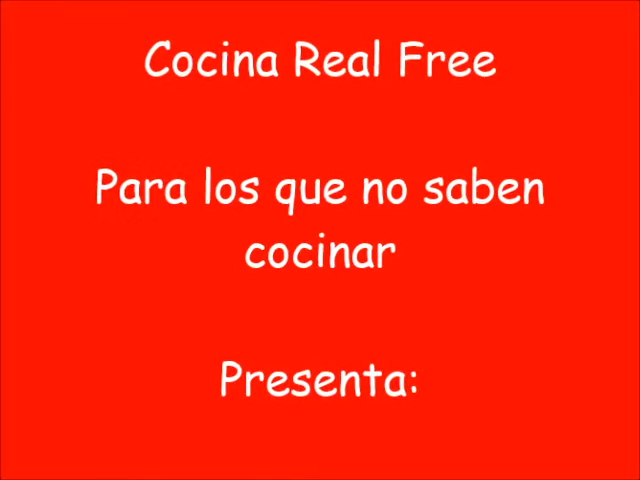 Cocina Real Free
Para los que no saben
cocinar
Presenta: